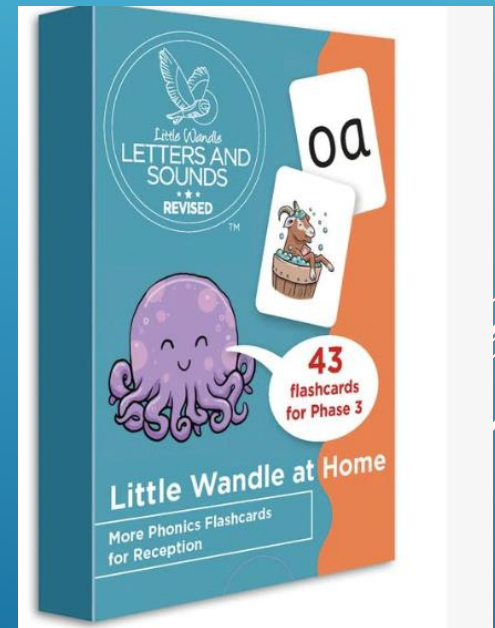 Little Wandle
LETTERS AND
SOUNDS
REVISED
TM
oa
43
flashcards
for Phase 3
Little Wandle at Home
More Phonics Flashcards
for Reception